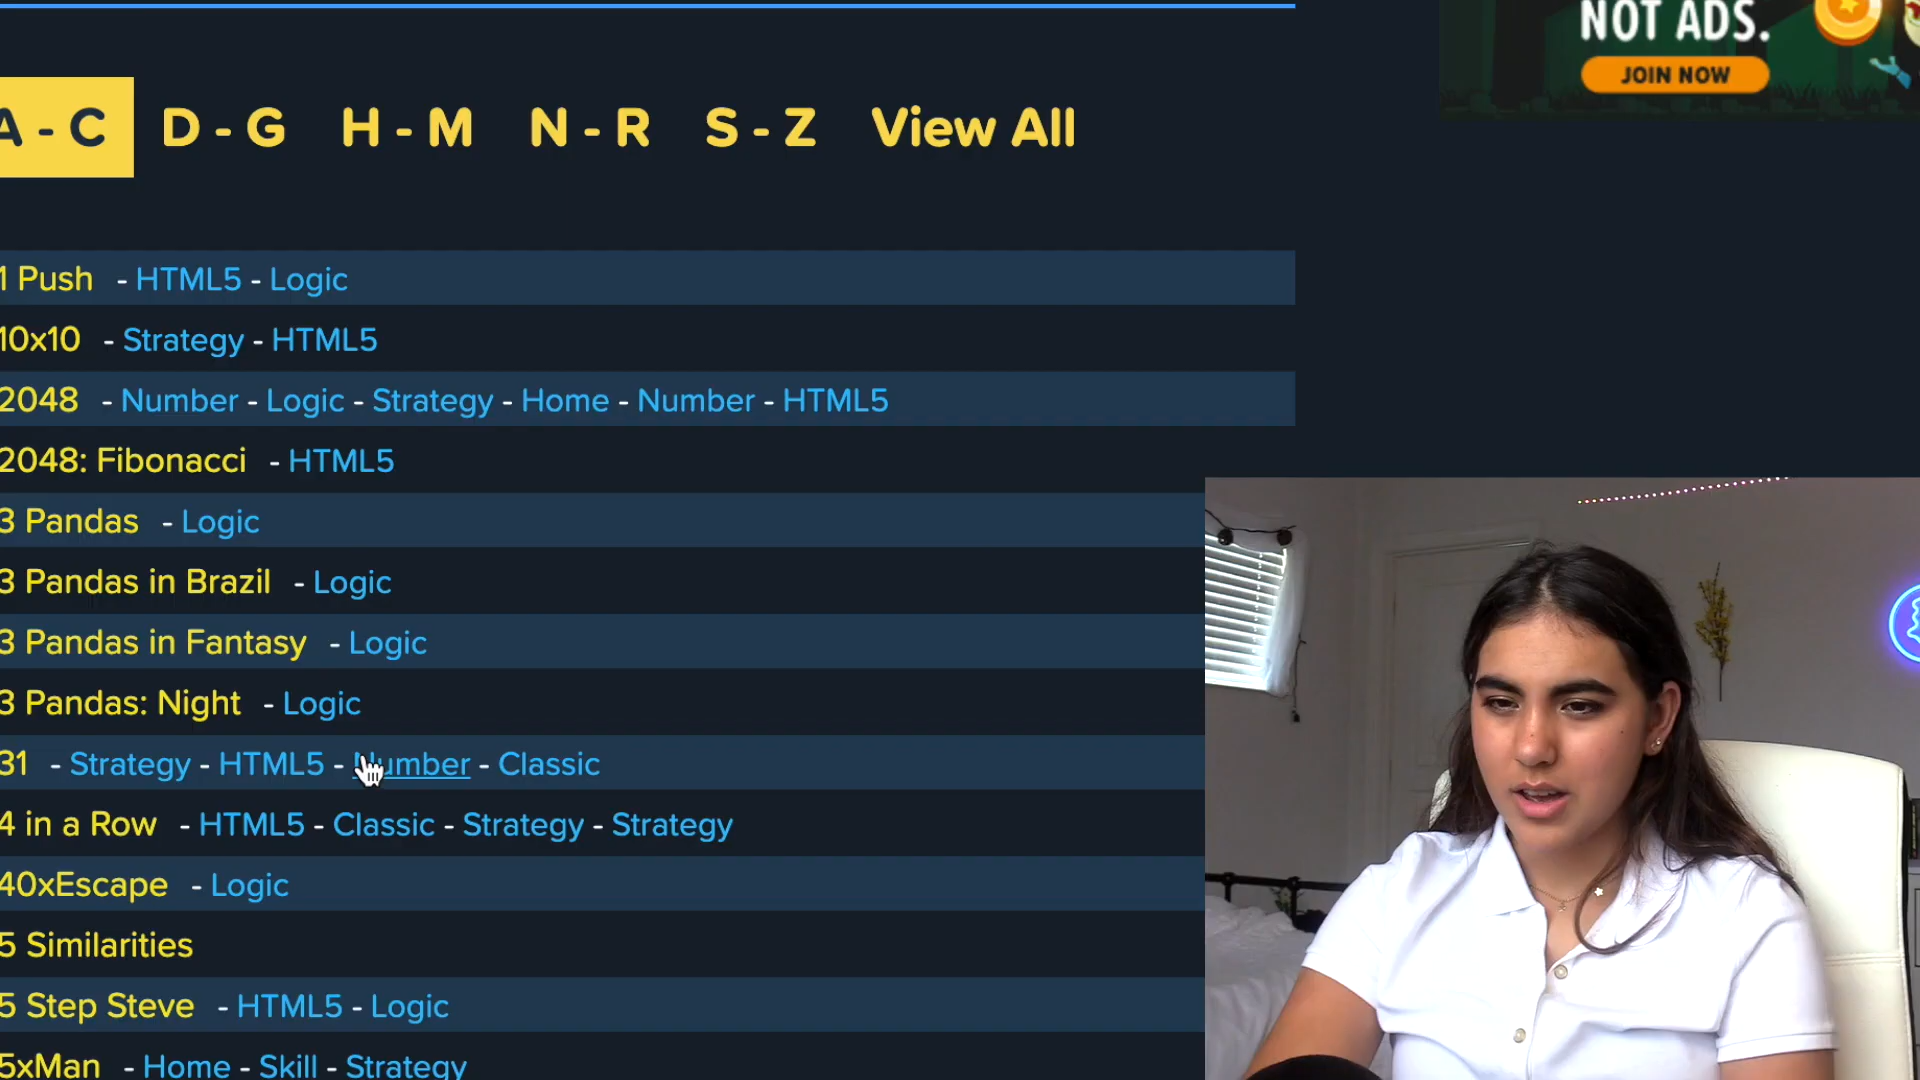 NOT ADS.
JOIN NOW
A - C D - G H - M N - R S - Z View All
1 Push - HTML5 - Logic
10x10 - Strategy - HTML5
2048 - Number - Logic - Strategy - Home - Number - HTML5
2048: Fibonacci - HTML5
3 Pandas - Logic
3 Pandas in Brazil - Logic
3 Pandas in Fantasy - Logic
3 Pandas: Night - Logic
31 - Strategy - HTML5 - Number - Classic
4 in a Row - HTML5 - Classic - Strategy - Strategy
40xEscape - Logic
5 Similarities
5 Step Steve - HTML5 - Logic
5xMan - Home - Skill - Strategy